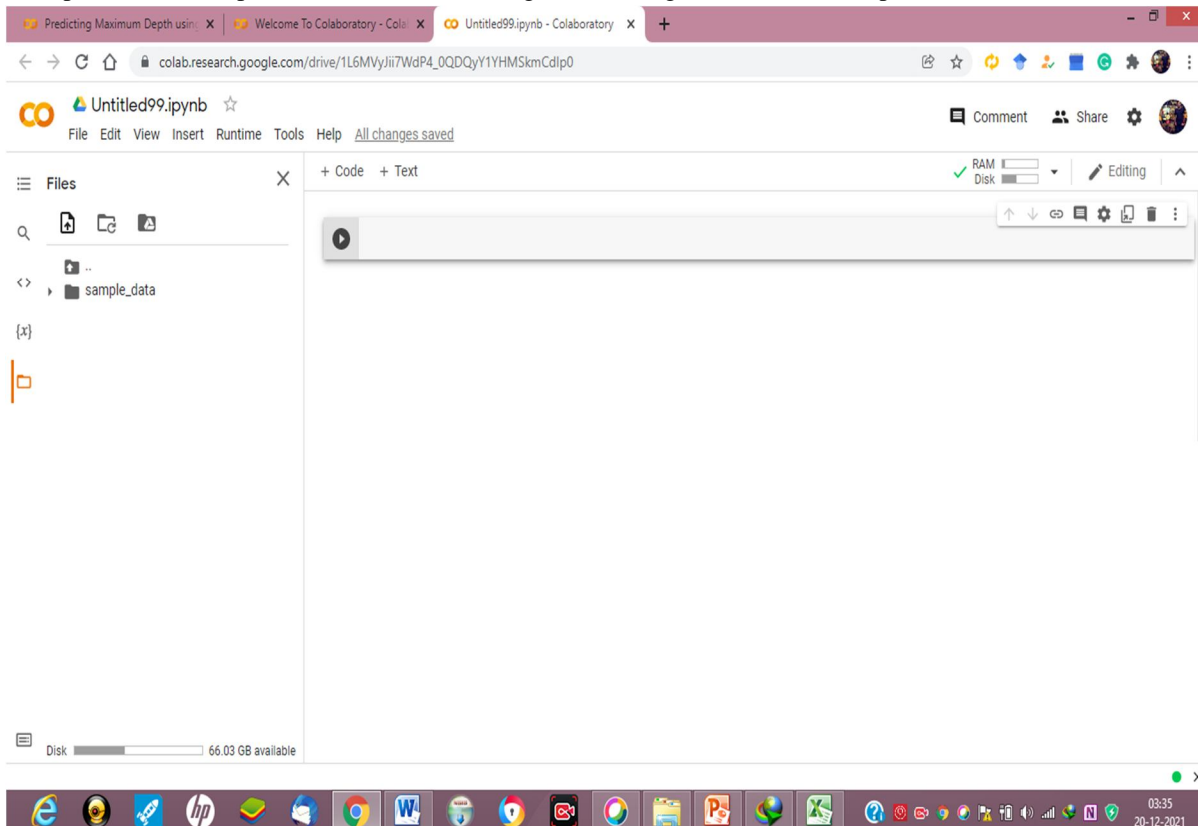 Predicting Maximum Depth using
Welcome To Colaboratory - Cola
Untitled99.ipynb - Colaboratory
colab.research.google.com/drive/1L6MVyJii7WdP4_0QDQyY1YHMSkmCdIp0
Untitled99.ipynb
File Edit View Insert Runtime Tools Help All changes saved
Comment Share
Files
+ Code + Text
RAM
Disk
Editing
..
sample_data
{x}
Disk 66.03 GB available
03:35
20-12-2021